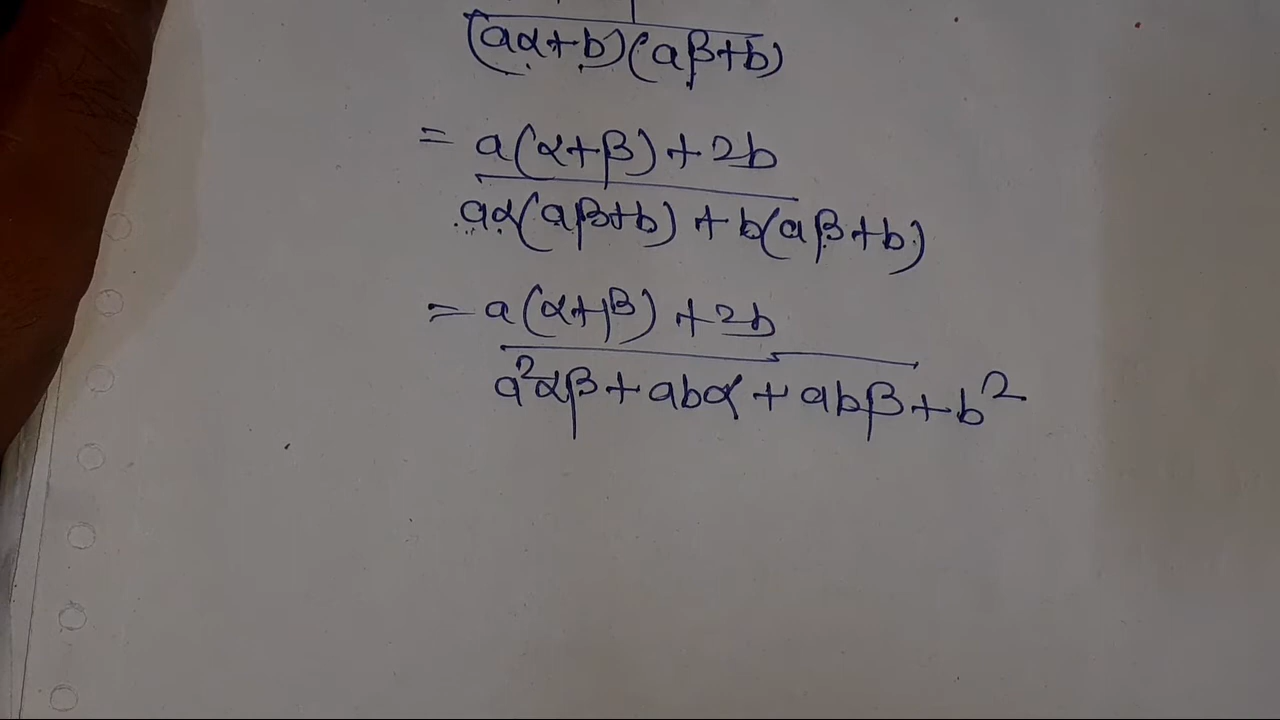 (aα+b)(aβ+b)
= a(α+β)+2b
aα(aβ+b) + b(aβ+b)
= a(α+β) +2b
a²αβ+abα+abβ+b²